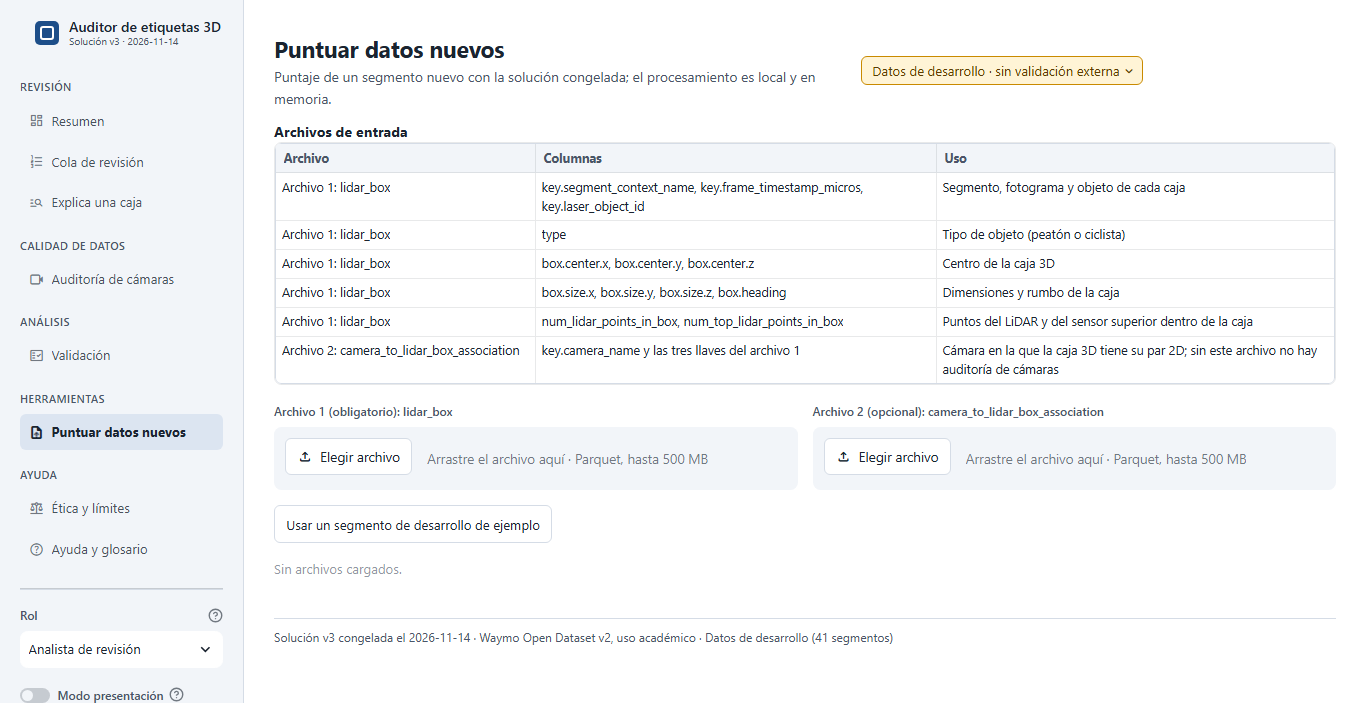 Auditor de etiquetas 3D
Solución v3 · 2026-11-14
REVISIÓN
Resumen
Cola de revisión
Explica una caja
CALIDAD DE DATOS
Auditoría de cámaras
ANÁLISIS
Validación
HERRAMIENTAS
Puntuar datos nuevos
AYUDA
Ética y límites
Ayuda y glosario
Rol
Analista de revisión
Modo presentación
Puntuar datos nuevos
Puntaje de un segmento nuevo con la solución congelada; el procesamiento es local y en
memoria.
Datos de desarrollo · sin validación externa
Archivos de entrada
Archivo Columnas Uso
Archivo 1: lidar_box key.segment_context_name, key.frame_timestamp_micros, Segmento, fotograma y objeto de cada caja
key.laser_object_id
Archivo 1: lidar_box type Tipo de objeto (peatón o ciclista)
Archivo 1: lidar_box box.center.x, box.center.y, box.center.z Centro de la caja 3D
Archivo 1: lidar_box box.size.x, box.size.y, box.size.z, box.heading Dimensiones y rumbo de la caja
Archivo 1: lidar_box num_lidar_points_in_box, num_top_lidar_points_in_box Puntos del LiDAR y del sensor superior dentro de la caja
Archivo 2: camera_to_lidar_box_association key.camera_name y las tres llaves del archivo 1 Cámara en la que la caja 3D tiene su par 2D; sin este archivo no hay
auditoría de cámaras
Archivo 1 (obligatorio): lidar_box Archivo 2 (opcional): camera_to_lidar_box_association
Elegir archivo Arrastre el archivo aquí · Parquet, hasta 500 MB Elegir archivo Arrastre el archivo aquí · Parquet, hasta 500 MB
Usar un segmento de desarrollo de ejemplo
Sin archivos cargados.
Solución v3 congelada el 2026-11-14 · Waymo Open Dataset v2, uso académico · Datos de desarrollo (41 segmentos)